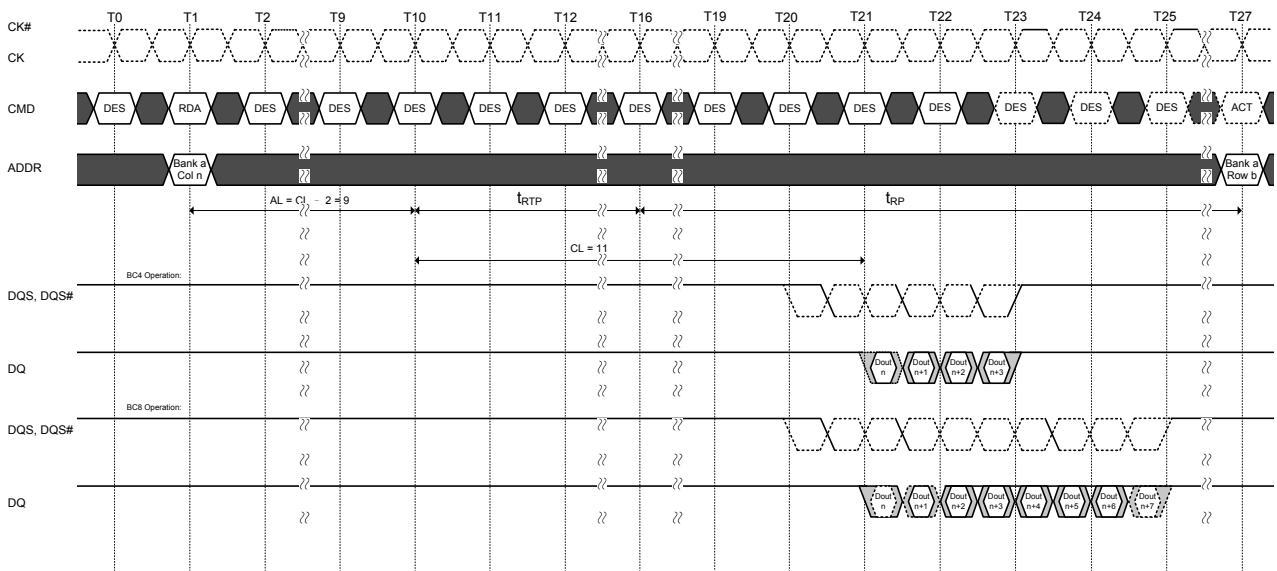 T0 T1 T2 T9 T10 T11 T12 T16 T19 T20 T21 T22 T23 T24 T25 T27
CK#
CK
CMD DES RDA DES DES DES DES DES DES DES DES DES DES DES DES DES ACT
ADDR Bank a Bank a
Col n Row b
AL = CL - 2 = 9 tRTP tRP
CL = 11
BC4 Operation:
DQS, DQS#
DQ Dout Dout Dout Dout
n n+1 n+2 n+3
BC8 Operation:
DQS, DQS#
DQ Dout Dout Dout Dout Dout Dout Dout Dout
n n+1 n+2 n+3 n+4 n+5 n+6 n+7